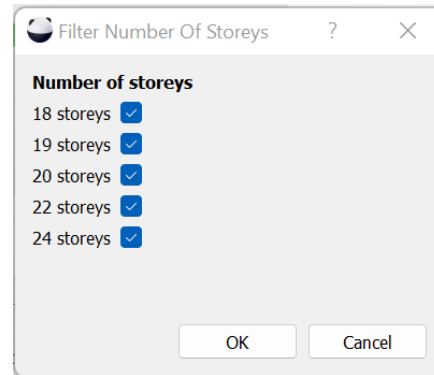 Filter Number Of Storeys
Number of storeys
18 storeys
19 storeys
20 storeys
22 storeys
24 storeys
OK
Cancel